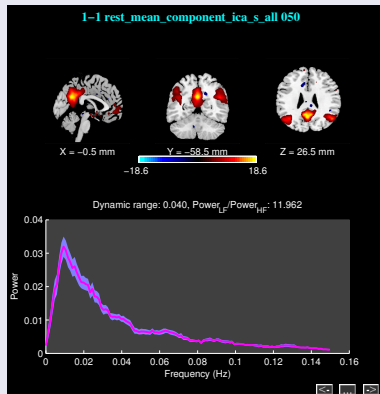 1−1 rest_mean_component_ica_s_all 050
X = −0.5 mm Y = −58.5 mm Z = 26.5 mm
−18.6 18.6
Dynamic range: 0.040, PowerLF/PowerHF: 11.962
0.04
0.03
0.02
0.01
0
Power
0 0.02 0.04 0.06 0.08 0.1 0.12 0.14 0.16
Frequency (Hz)
<- ... ->